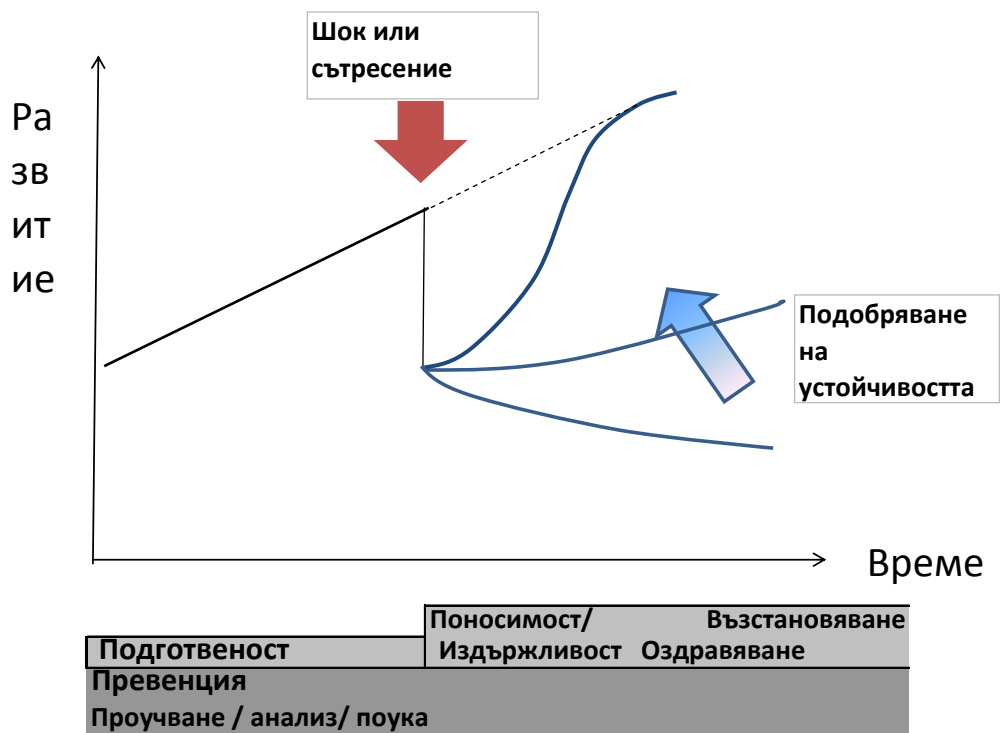 Шок или
сътресение
Ра
зв
ит
ие
Подобряване
на
устойчивостта
Време
Поносимост/ Възстановяване
Подготвеност Издържливост Оздравяване
Превенция
Проучване / анализ/ поука